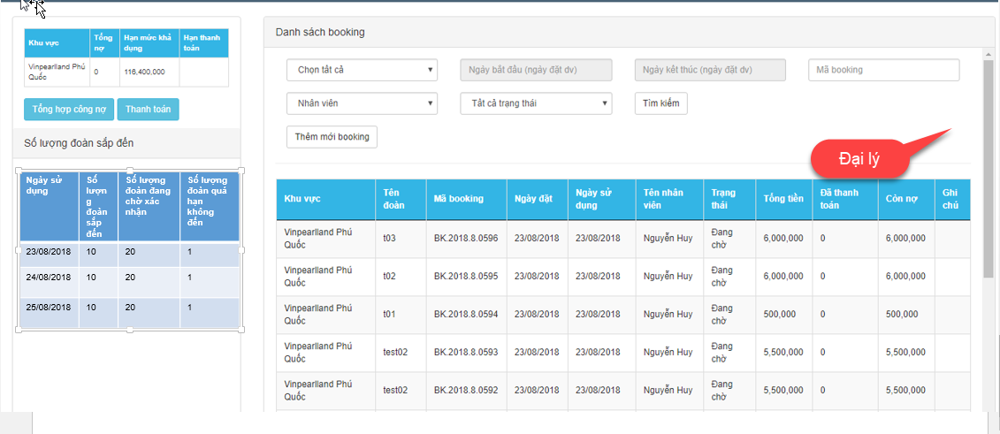 Khu vực Tổng nợ Hạn mức khả dụng Hạn thanh toán
Vinpearlland Phú Quốc 0 116,400,000
Tổng hợp công nợ Thanh toán
Số lượng đoàn sắp đến
Ngày sử dụng Số lượng đoàn sắp đến Số lượng đoàn đang chờ xác nhận Số lượng đoàn quá hạn không đến
23/08/2018 10 20 1
24/08/2018 10 20 1
25/08/2018 10 20 1
Danh sách booking
Chọn tất cả Ngày bắt đầu (ngày đặt dv) Ngày kết thúc (ngày đặt dv) Mã booking
Nhân viên Tất cả trạng thái Tìm kiếm
Thêm mới booking
Đại lý
Khu vực Tên đoàn Mã booking Ngày đặt Ngày sử dụng Tên nhân viên Trạng thái Tổng tiền Đã thanh toán Còn nợ Ghi chú
Vinpearlland Phú Quốc t03 BK.2018.8.0596 23/08/2018 23/08/2018 Nguyễn Huy Đang chờ 6,000,000 0 6,000,000
Vinpearlland Phú Quốc t02 BK.2018.8.0595 23/08/2018 23/08/2018 Nguyễn Huy Đang chờ 6,000,000 0 6,000,000
Vinpearlland Phú Quốc t01 BK.2018.8.0594 23/08/2018 23/08/2018 Nguyễn Huy Đang chờ 500,000 0 500,000
Vinpearlland Phú Quốc test02 BK.2018.8.0593 23/08/2018 23/08/2018 Nguyễn Huy Đang chờ 5,500,000 0 5,500,000
Vinpearlland Phú Quốc test02 BK.2018.8.0592 23/08/2018 23/08/2018 Nguyễn Huy Đang chờ 5,500,000 0 5,500,000